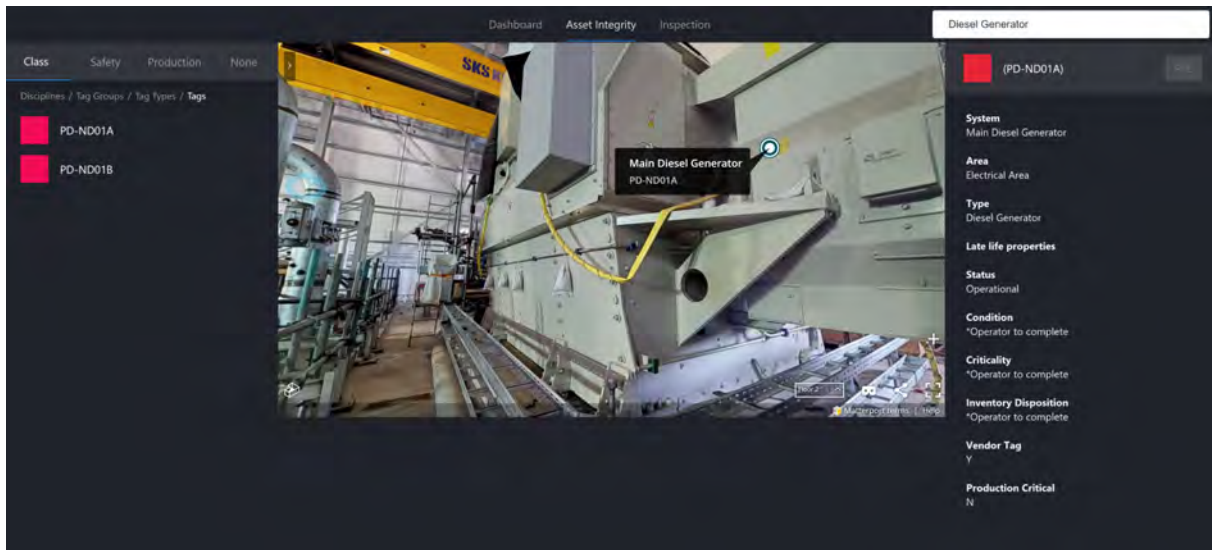 Dashboard
Asset Integrity
Inspection
Diesel Generator
Class
Safety
Production
None
Disciplines / Tag Groups / Tag Types / Tags
PD-ND01A
PD-ND01B
SKS
Main Diesel Generator
PD-ND01A
Matterport Terms | Help
(PD-ND01A)
System
Main Diesel Generator
Area
Electrical Area
Type
Diesel Generator
Late life properties
Status
Operational
Condition
*Operator to complete
Criticality
*Operator to complete
Inventory Disposition
*Operator to complete
Vendor Tag
Y
Production Critical
N